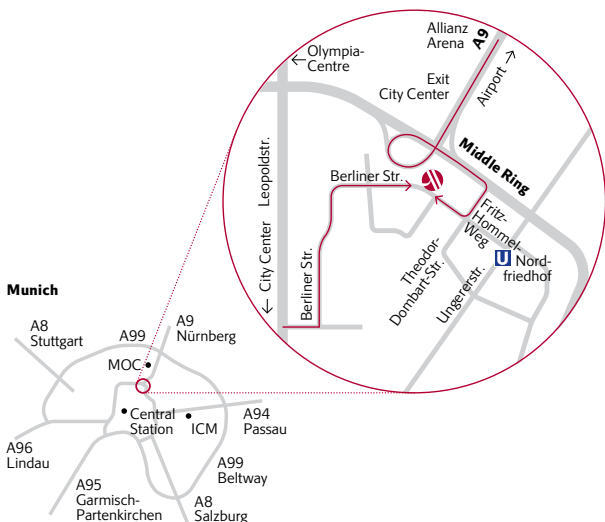 Allianz
Arena
A9
← Olympia-
Centre
Exit
City Center
Airport →
Leopoldstr.
Middle Ring
Berliner Str.
Fritz-
Hommel-
Weg
← City Center
Berliner Str.
Theodor-
Dombart-Str.
U Nord-
friedhof
Ungererstr.
Munich
A8
Stuttgart
A99
A9
Nürnberg
MOC
Central
Station
ICM
A94
Passau
A96
Lindau
A99
Beltway
A95
Garmisch-
Partenkirchen
A8
Salzburg